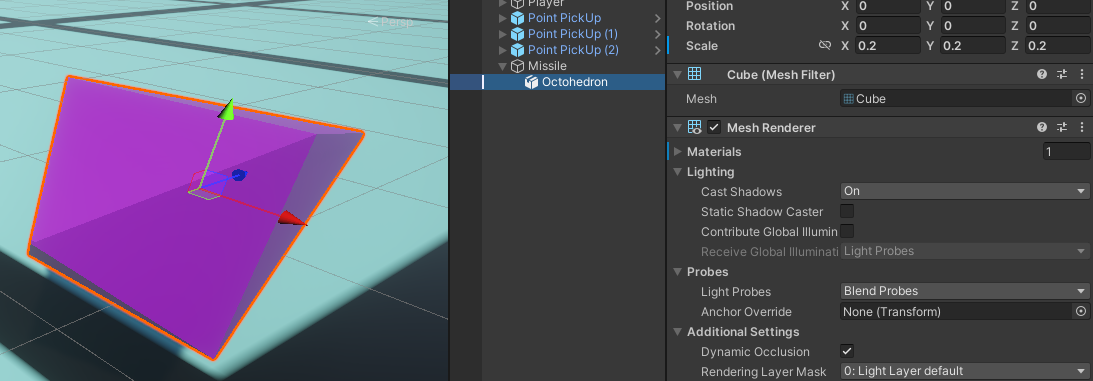 Persp
Player
Point PickUp
Point PickUp (1)
Point PickUp (2)
Missile
Octohedron
Position X 0 Y 0 Z 0
Rotation X 0 Y 0 Z 0
Scale X 0.2 Y 0.2 Z 0.2
Cube (Mesh Filter)
Mesh Cube
Mesh Renderer
Materials 1
Lighting
Cast Shadows On
Static Shadow Caster
Contribute Global Illumin
Receive Global Illuminati Light Probes
Probes
Light Probes Blend Probes
Anchor Override None (Transform)
Additional Settings
Dynamic Occlusion
Rendering Layer Mask 0: Light Layer default